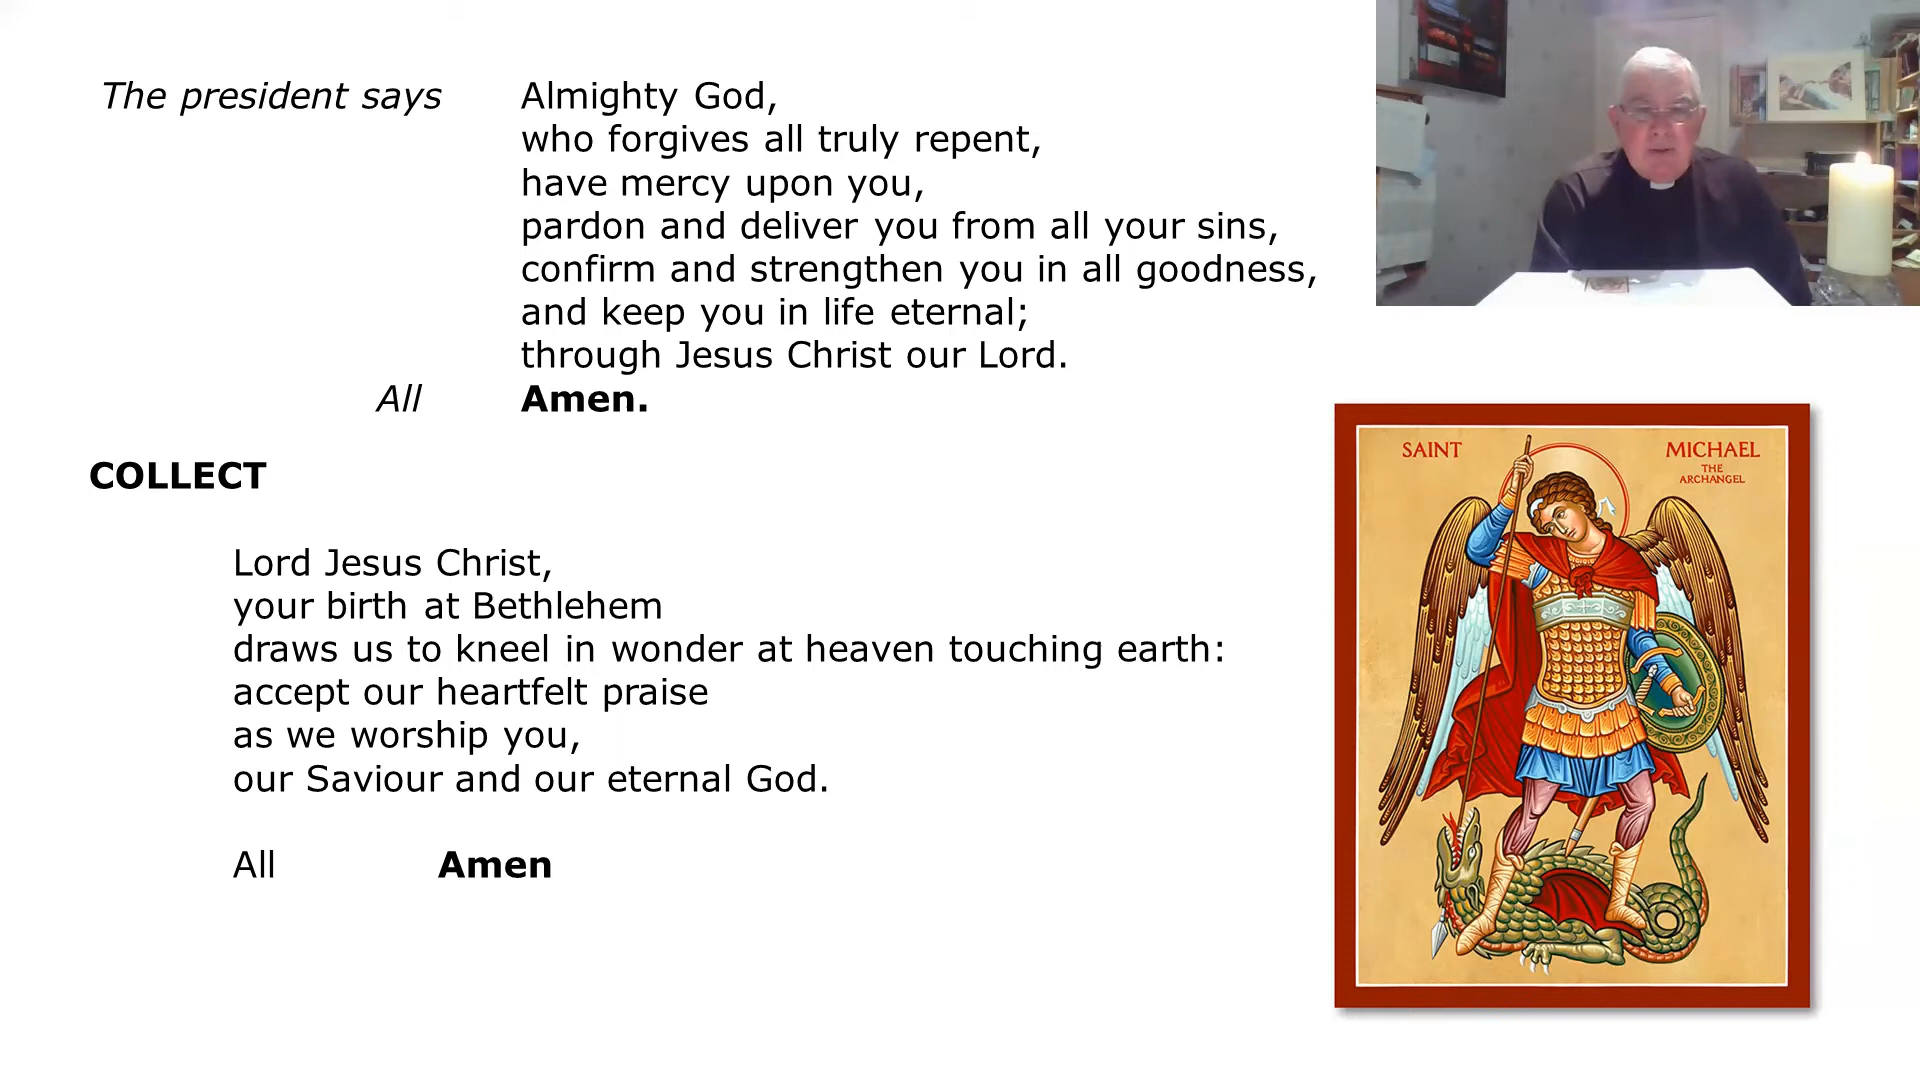 The president says Almighty God,
who forgives all truly repent,
have mercy upon you,
pardon and deliver you from all your sins,
confirm and strengthen you in all goodness,
and keep you in life eternal;
through Jesus Christ our Lord.
All Amen.
COLLECT
Lord Jesus Christ,
your birth at Bethlehem
draws us to kneel in wonder at heaven touching earth:
accept our heartfelt praise
as we worship you,
our Saviour and our eternal God.
All Amen
SAINT MICHAEL
THE
ARCHANGEL